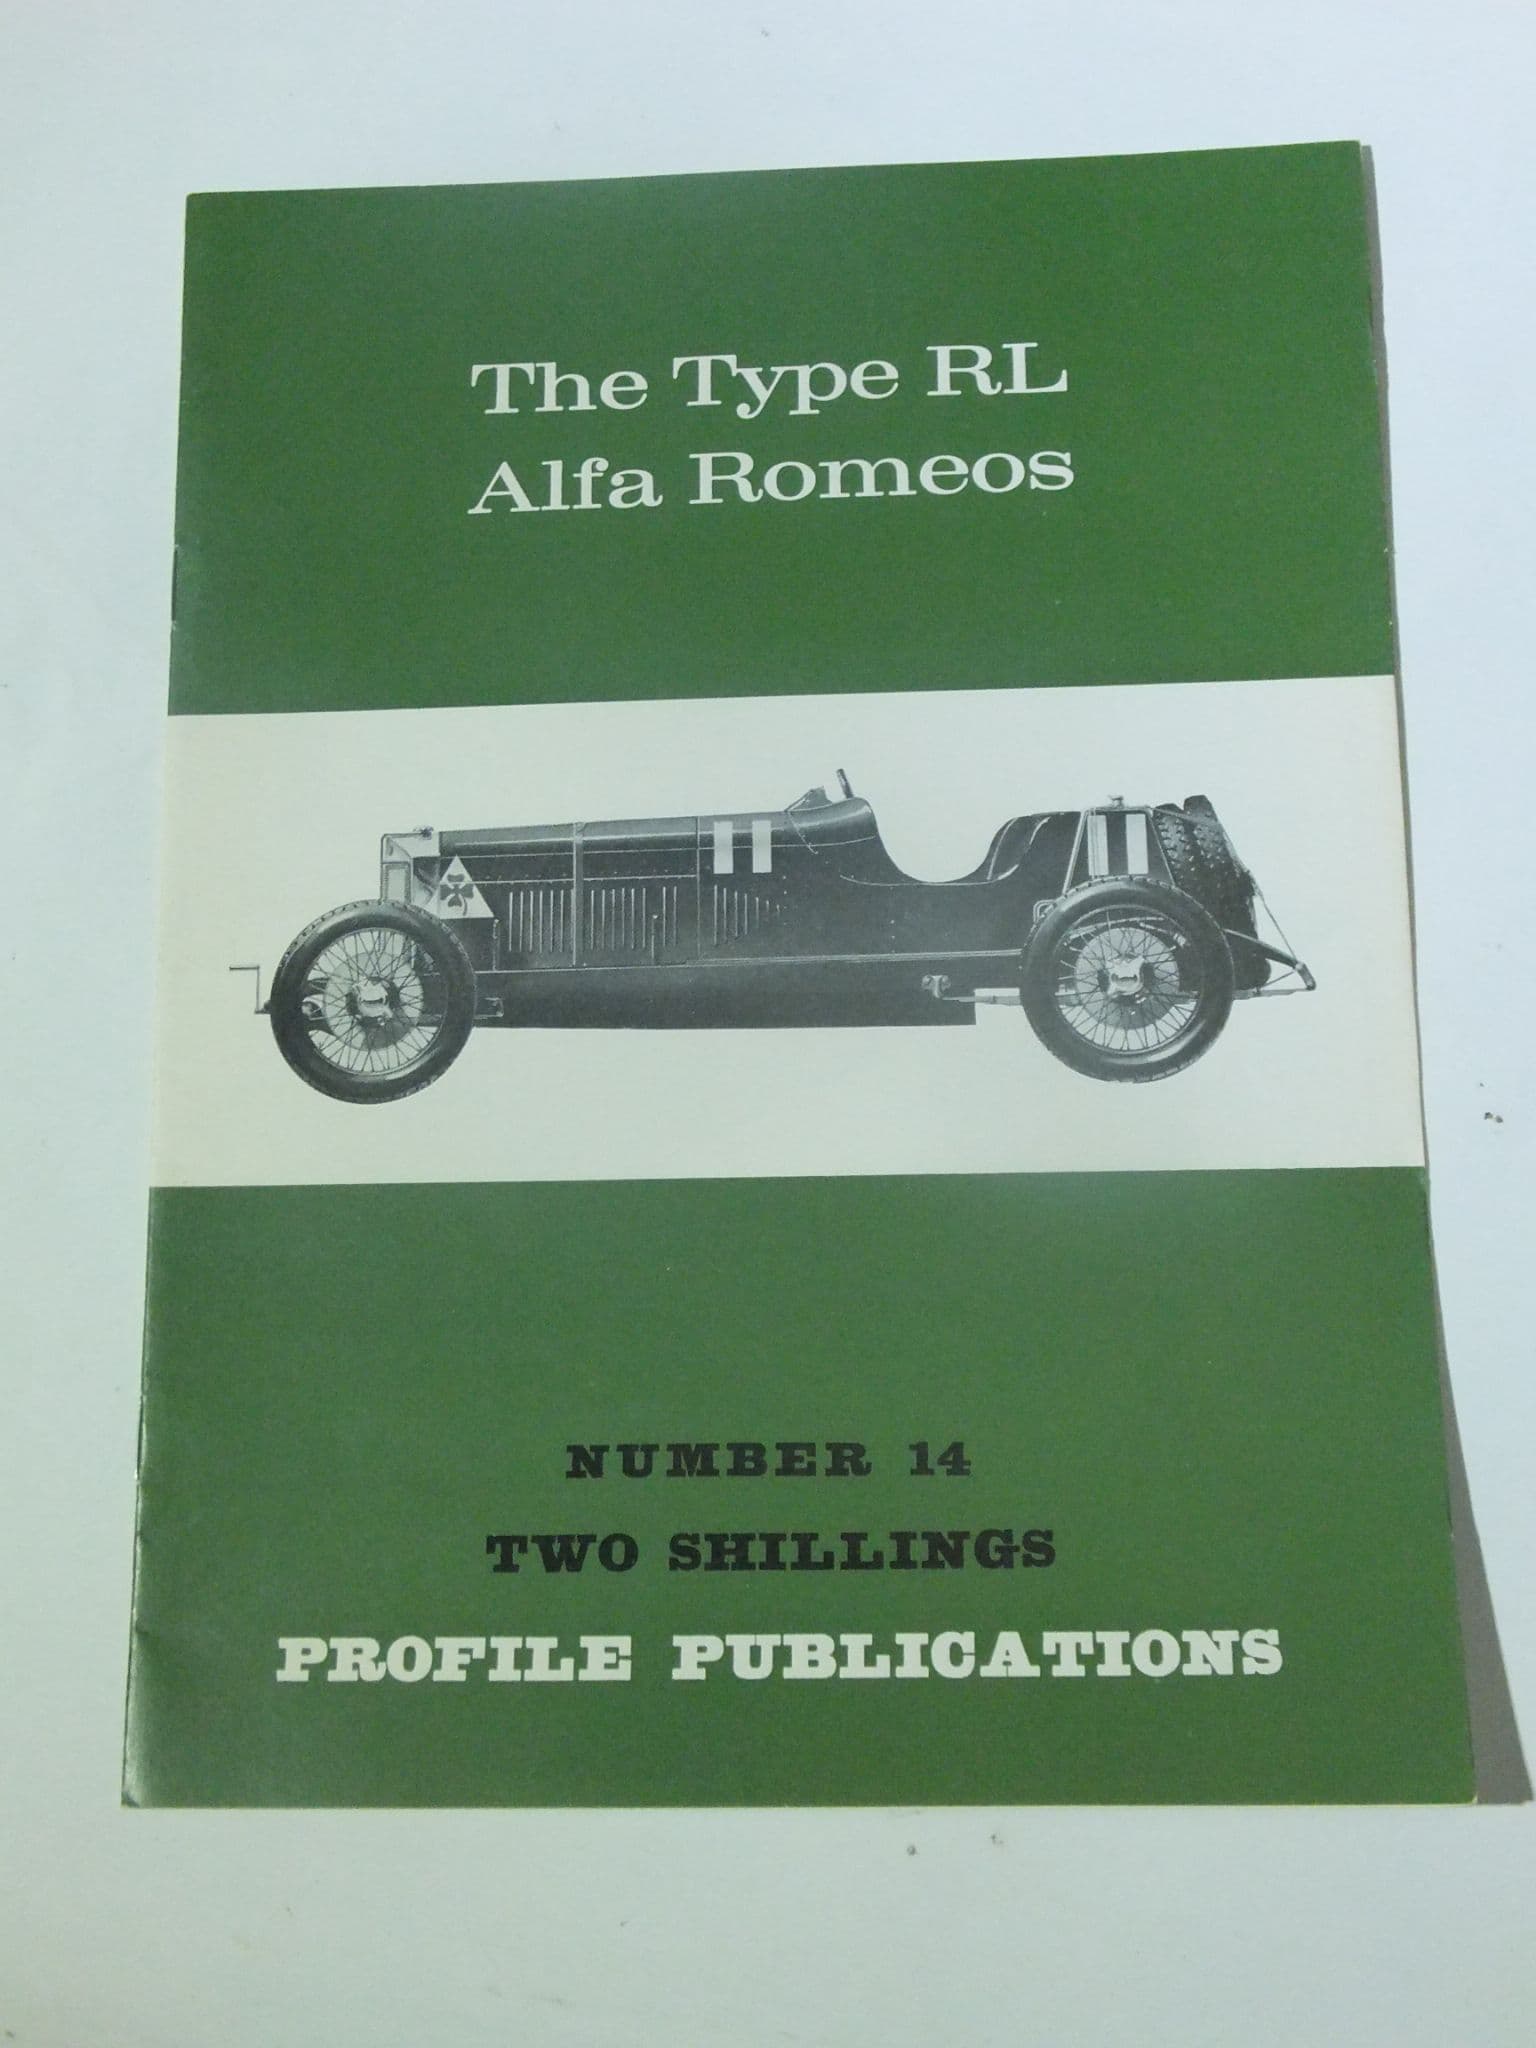 The Type RL
Alfa Romeos
11
NUMBER 14
TWO SHILLINGS
PROFILE PUBLICATIONS